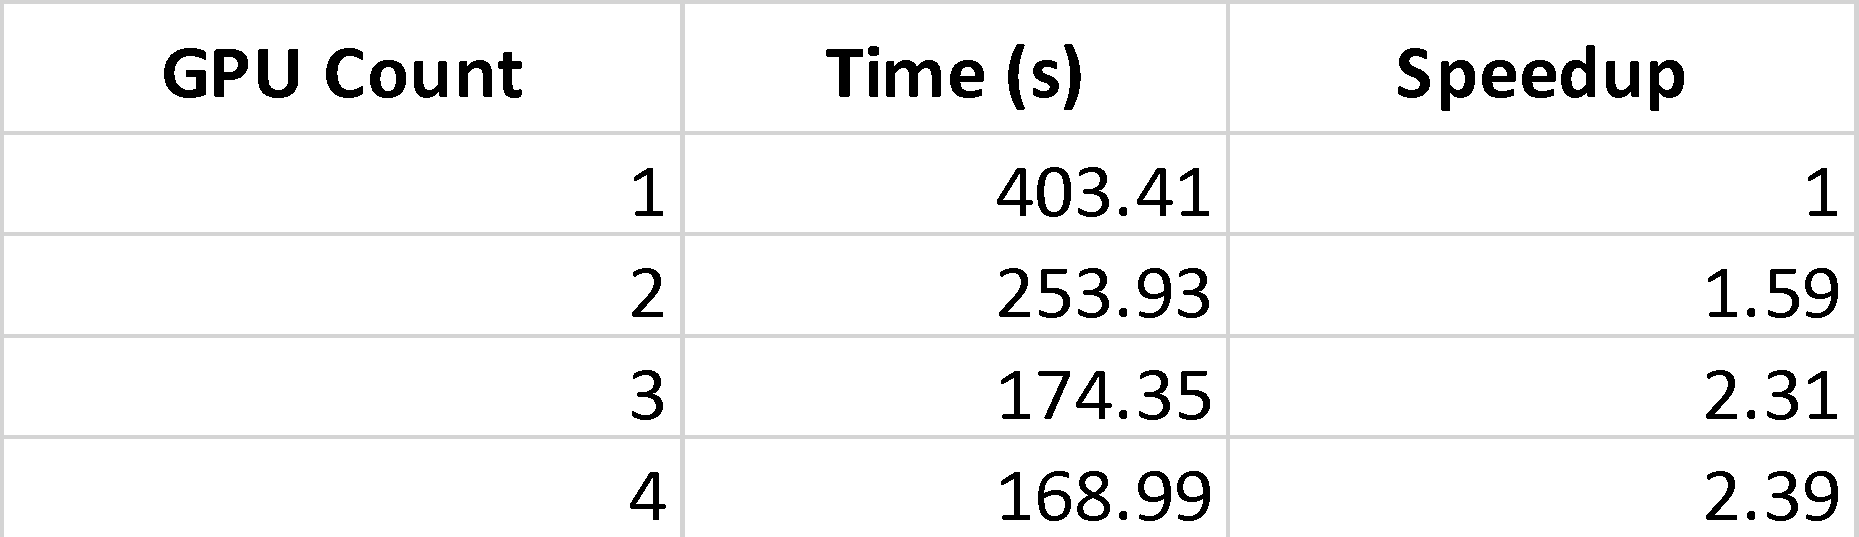 GPU Count Time (s) Speedup
1 403.41 1
2 253.93 1.59
3 174.35 2.31
4 168.99 2.39